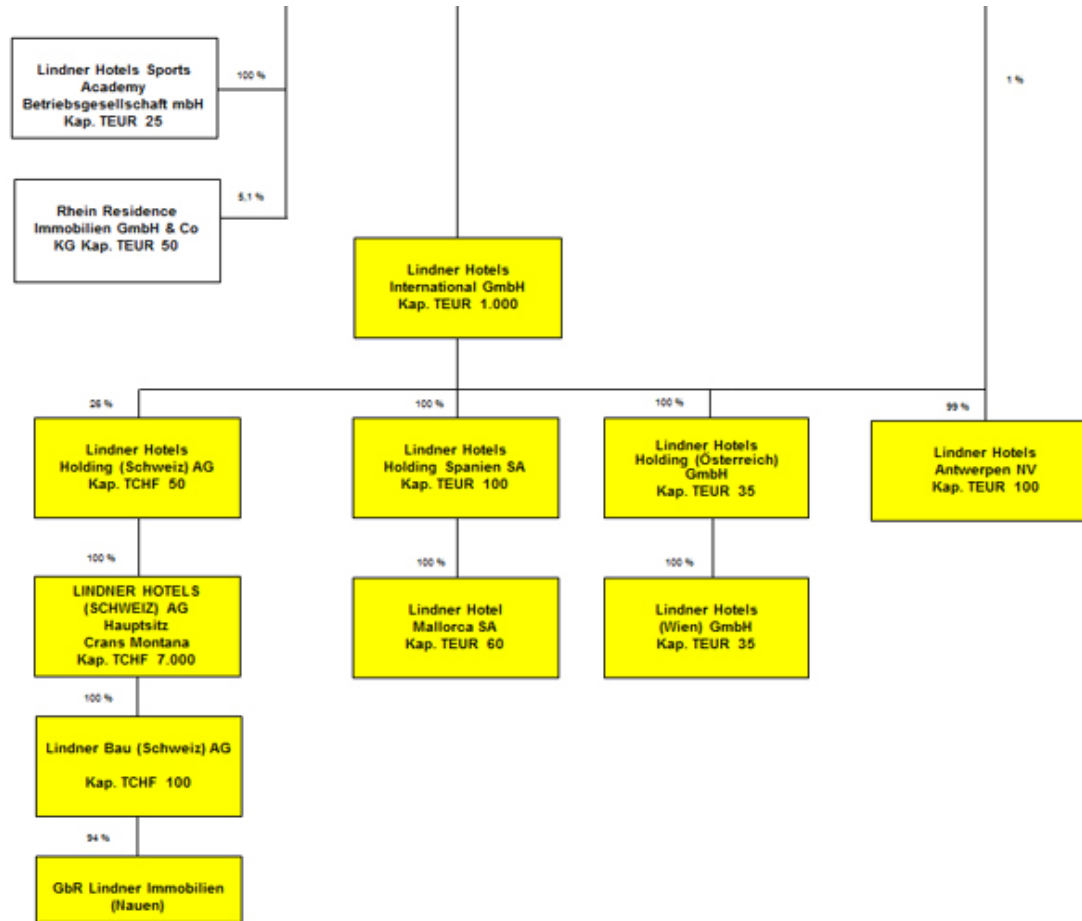 Lindner Hotels Sports
Academy
Betriebsgesellschaft mbH
Kap. TEUR 25
100 %
1 %
Rhein Residence
Immobilien GmbH & Co
KG Kap. TEUR 50
5,1 %
Lindner Hotels
International GmbH
Kap. TEUR 1.000
26 %
100 %
100 %
99 %
Lindner Hotels
Holding (Schweiz) AG
Kap. TCHF 50
Lindner Hotels
Holding Spanien SA
Kap. TEUR 100
Lindner Hotels
Holding (Österreich)
GmbH
Kap. TEUR 35
Lindner Hotels
Antwerpen NV
Kap. TEUR 100
100 %
100 %
100 %
LINDNER HOTELS
(SCHWEIZ) AG
Hauptsitz
Crans Montana
Kap. TCHF 7.000
Lindner Hotel
Mallorca SA
Kap. TEUR 60
Lindner Hotels
(Wien) GmbH
Kap. TEUR 35
100 %
Lindner Bau (Schweiz) AG
Kap. TCHF 100
94 %
GbR Lindner Immobilien
(Nauen)